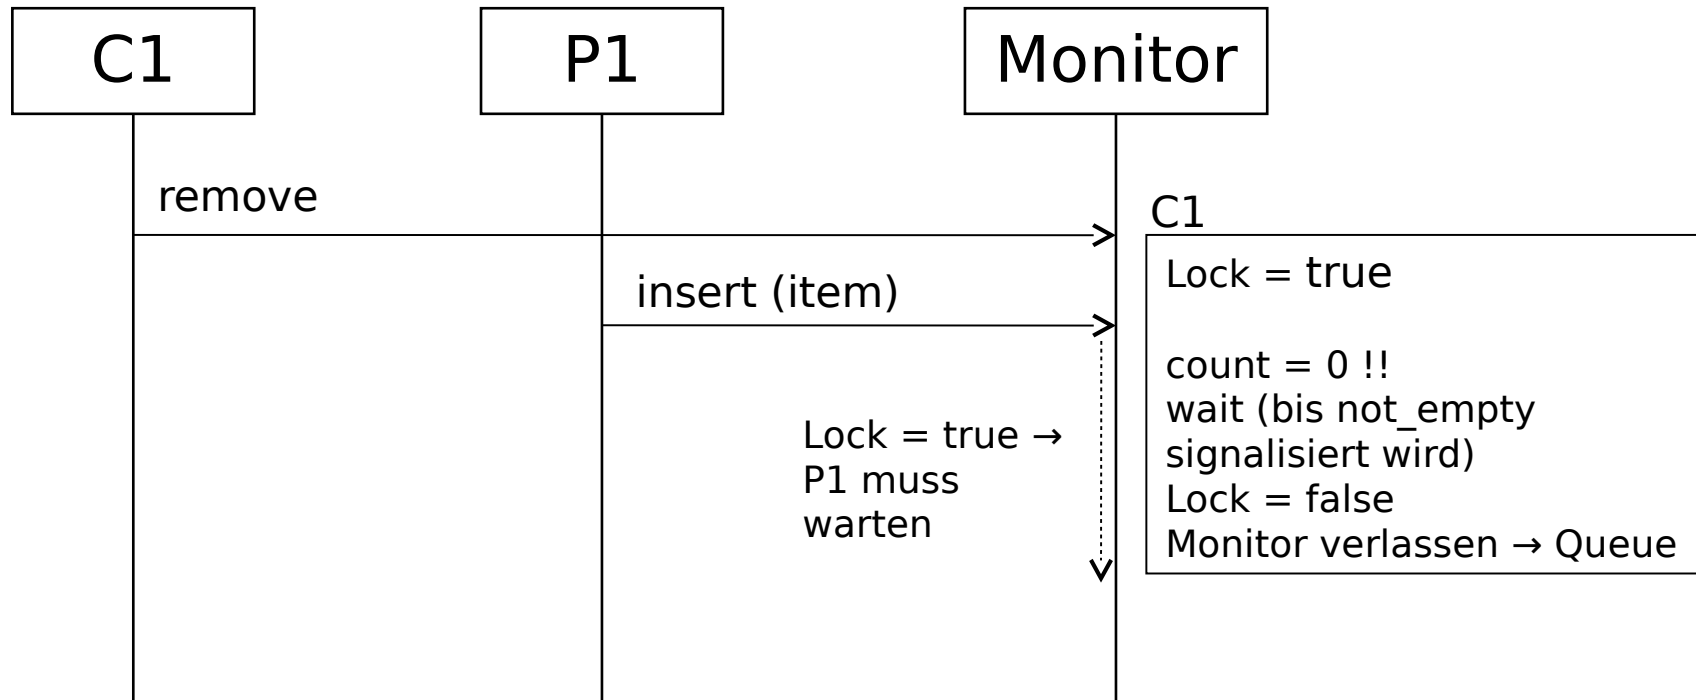 C1
P1
Monitor
remove
C1
Lock = true
insert (item)
count = 0 !!
wait (bis not_empty
signalisiert wird)
Lock = false
Monitor verlassen → Queue
Lock = true →
P1 muss
warten